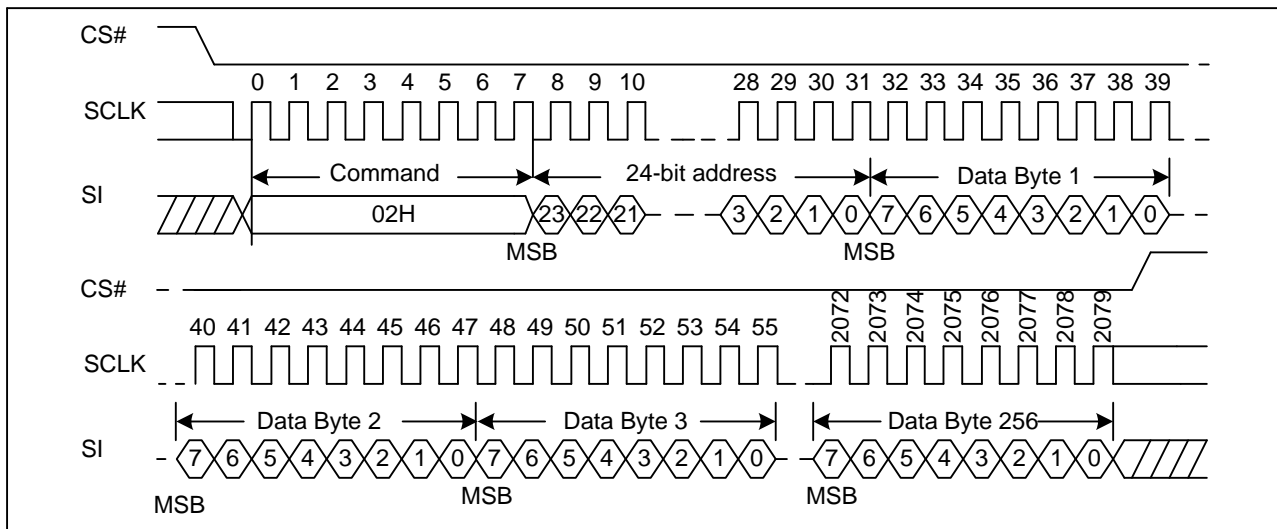 CS#
0 1 2 3 4 5 6 7 8 9 10 28 29 30 31 32 33 34 35 36 37 38 39
SCLK
Command 24-bit address Data Byte 1
SI
02H 23 22 21 3 2 1 0 7 6 5 4 3 2 1 0
MSB MSB
CS#
40 41 42 43 44 45 46 47 48 49 50 51 52 53 54 55 2072 2073 2074 2075 2076 2077 2078 2079
SCLK
Data Byte 2 Data Byte 3 Data Byte 256
SI
7 6 5 4 3 2 1 0 7 6 5 4 3 2 1 0 7 6 5 4 3 2 1 0
MSB MSB MSB